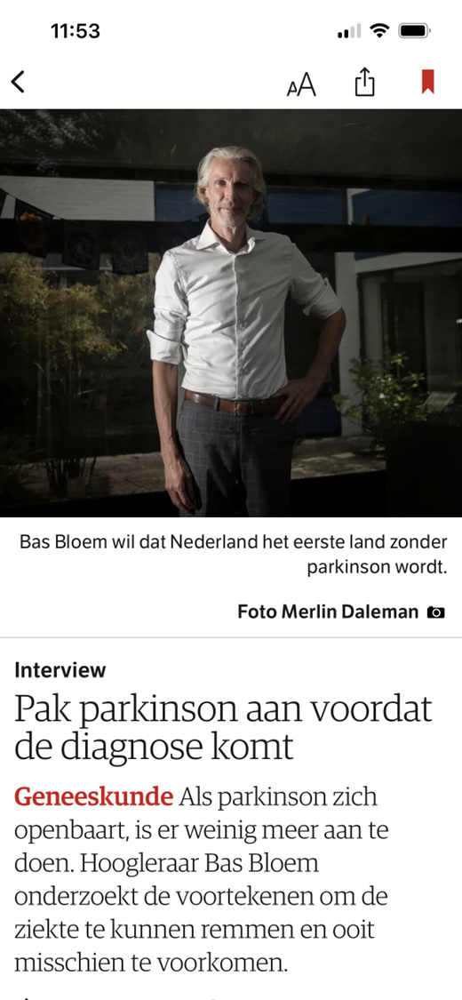 11:53
AA
Bas Bloem wil dat Nederland het eerste land zonder
parkinson wordt.
Foto Merlin Daleman
Interview
Pak parkinson aan voordat
de diagnose komt
Geneeskunde Als parkinson zich
openbaart, is er weinig meer aan te
doen. Hoogleraar Bas Bloem
onderzoekt de voortekenen om de
ziekte te kunnen remmen en ooit
misschien te voorkomen.